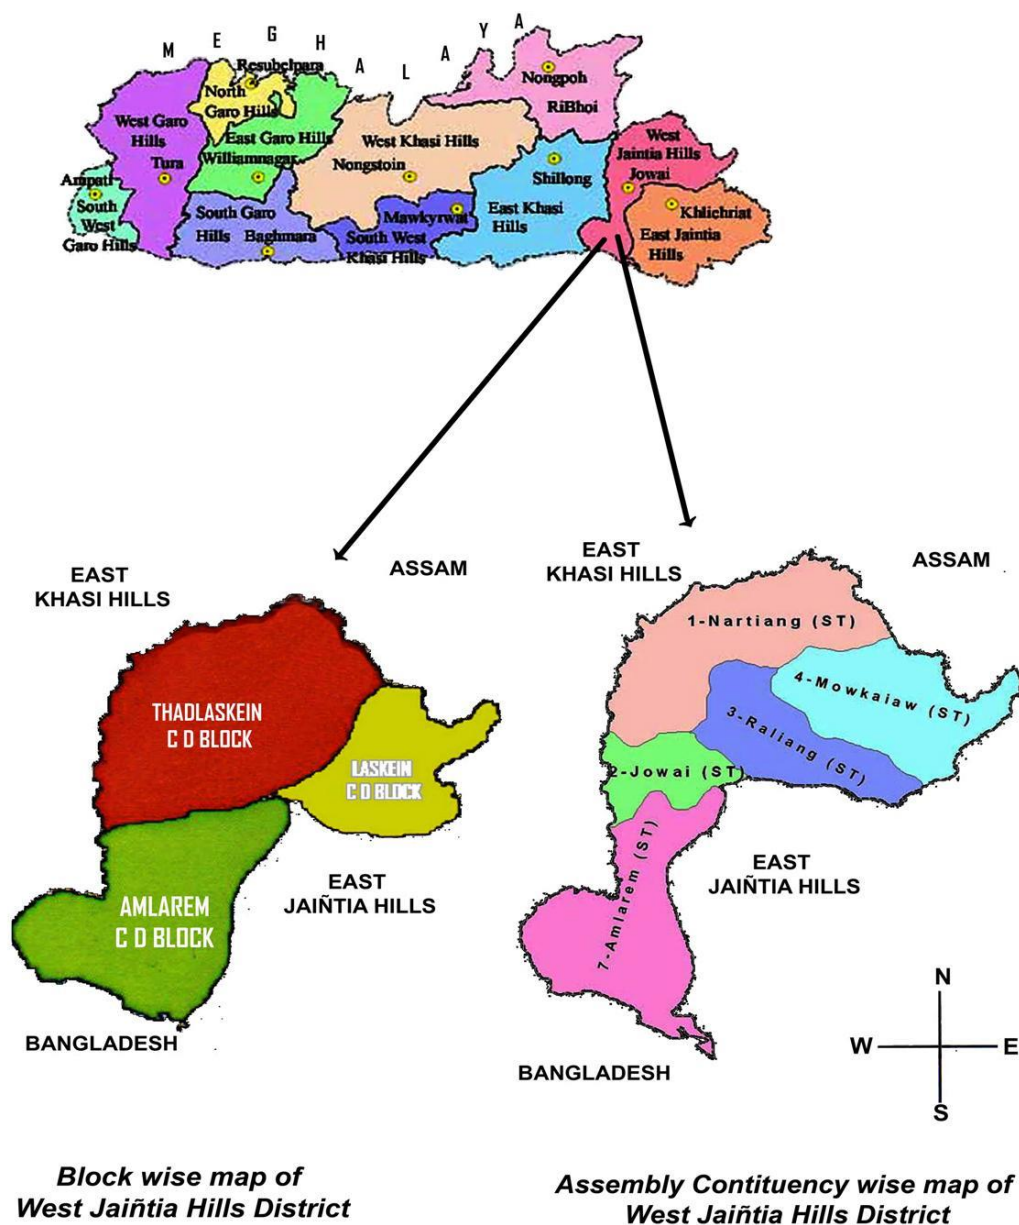 M E G H A L A Y A
Resubelpara
North
Garo Hills
West Garo
Hills
Tura
East Garo Hills
Williamnagar
Ampati
South
West
Garo Hills
South Garo
Hills
Baghmara
West Khasi Hills
Nongstoin
Mawkyrwat
South West
Khasi Hills
Nongpoh
RiBhoi
Shillong
East Khasi
Hills
West
Jaintia Hills
Jowai
Khliehriat
East Jaintia
Hills
EAST
KHASI HILLS
ASSAM
THADLASKEIN
C D BLOCK
LASKEIN
C D BLOCK
AMLAREM
C D BLOCK
EAST
JAIÑTIA HILLS
BANGLADESH
Block wise map of
West Jaiñtia Hills District
EAST
KHASI HILLS
ASSAM
1-Nartiang (ST)
4-Mowkaiaw (ST)
3-Raliang (ST)
2-Jowai (ST)
7-Amlarem (ST)
EAST
JAIÑTIA HILLS
BANGLADESH
N
W E
S
Assembly Contituency wise map of
West Jaiñtia Hills District